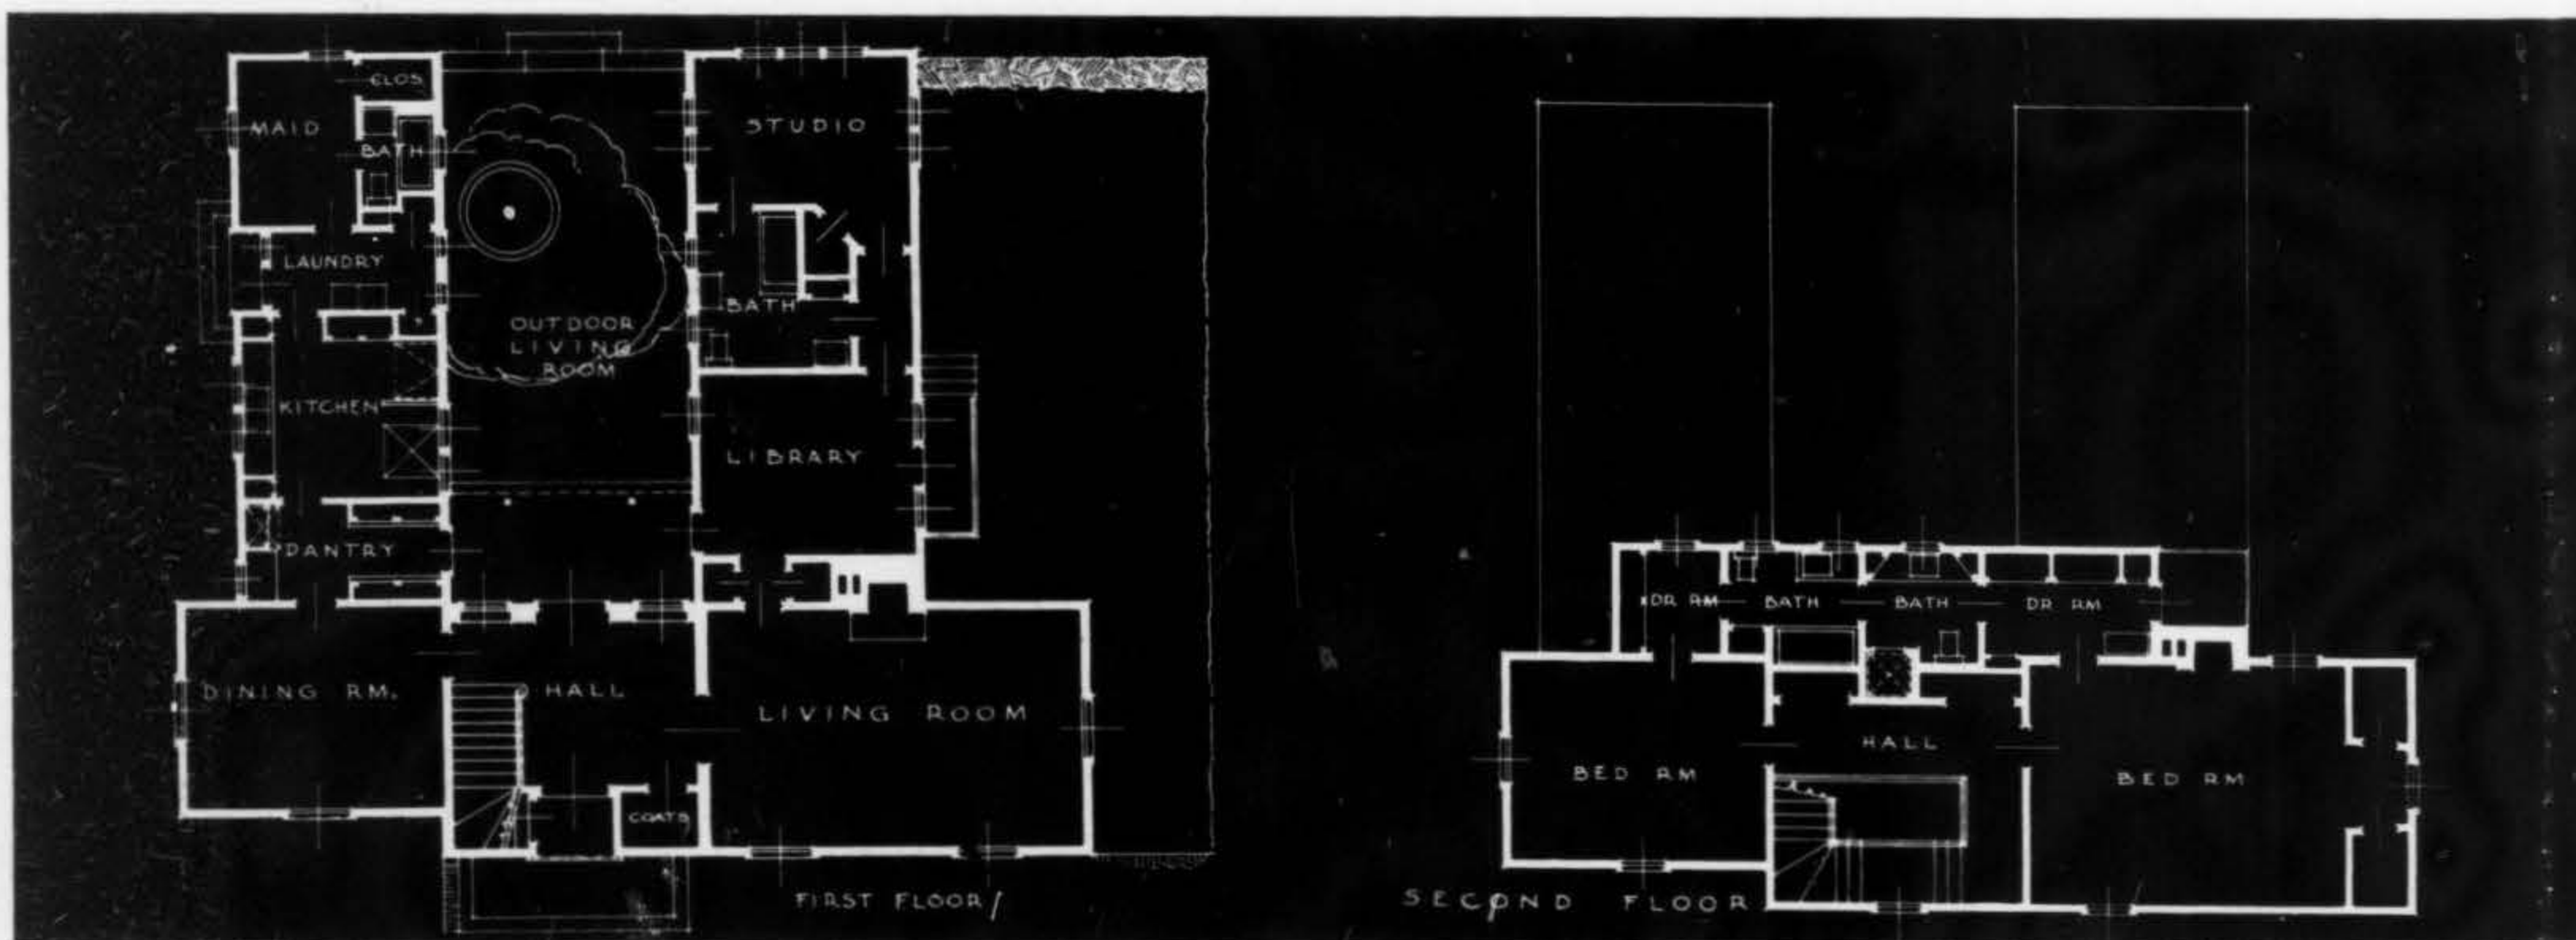 CLOS
MAID
BATH
STUDIO
LAUNDRY
BATH
OUTDOOR
LIVING
ROOM
KITCHEN
LIBRARY
PANTRY
DINING RM.
HALL
LIVING ROOM
COATS
FIRST FLOOR
DR RM
BATH
BATH
DR RM
BED RM
HALL
BED RM
SECOND FLOOR